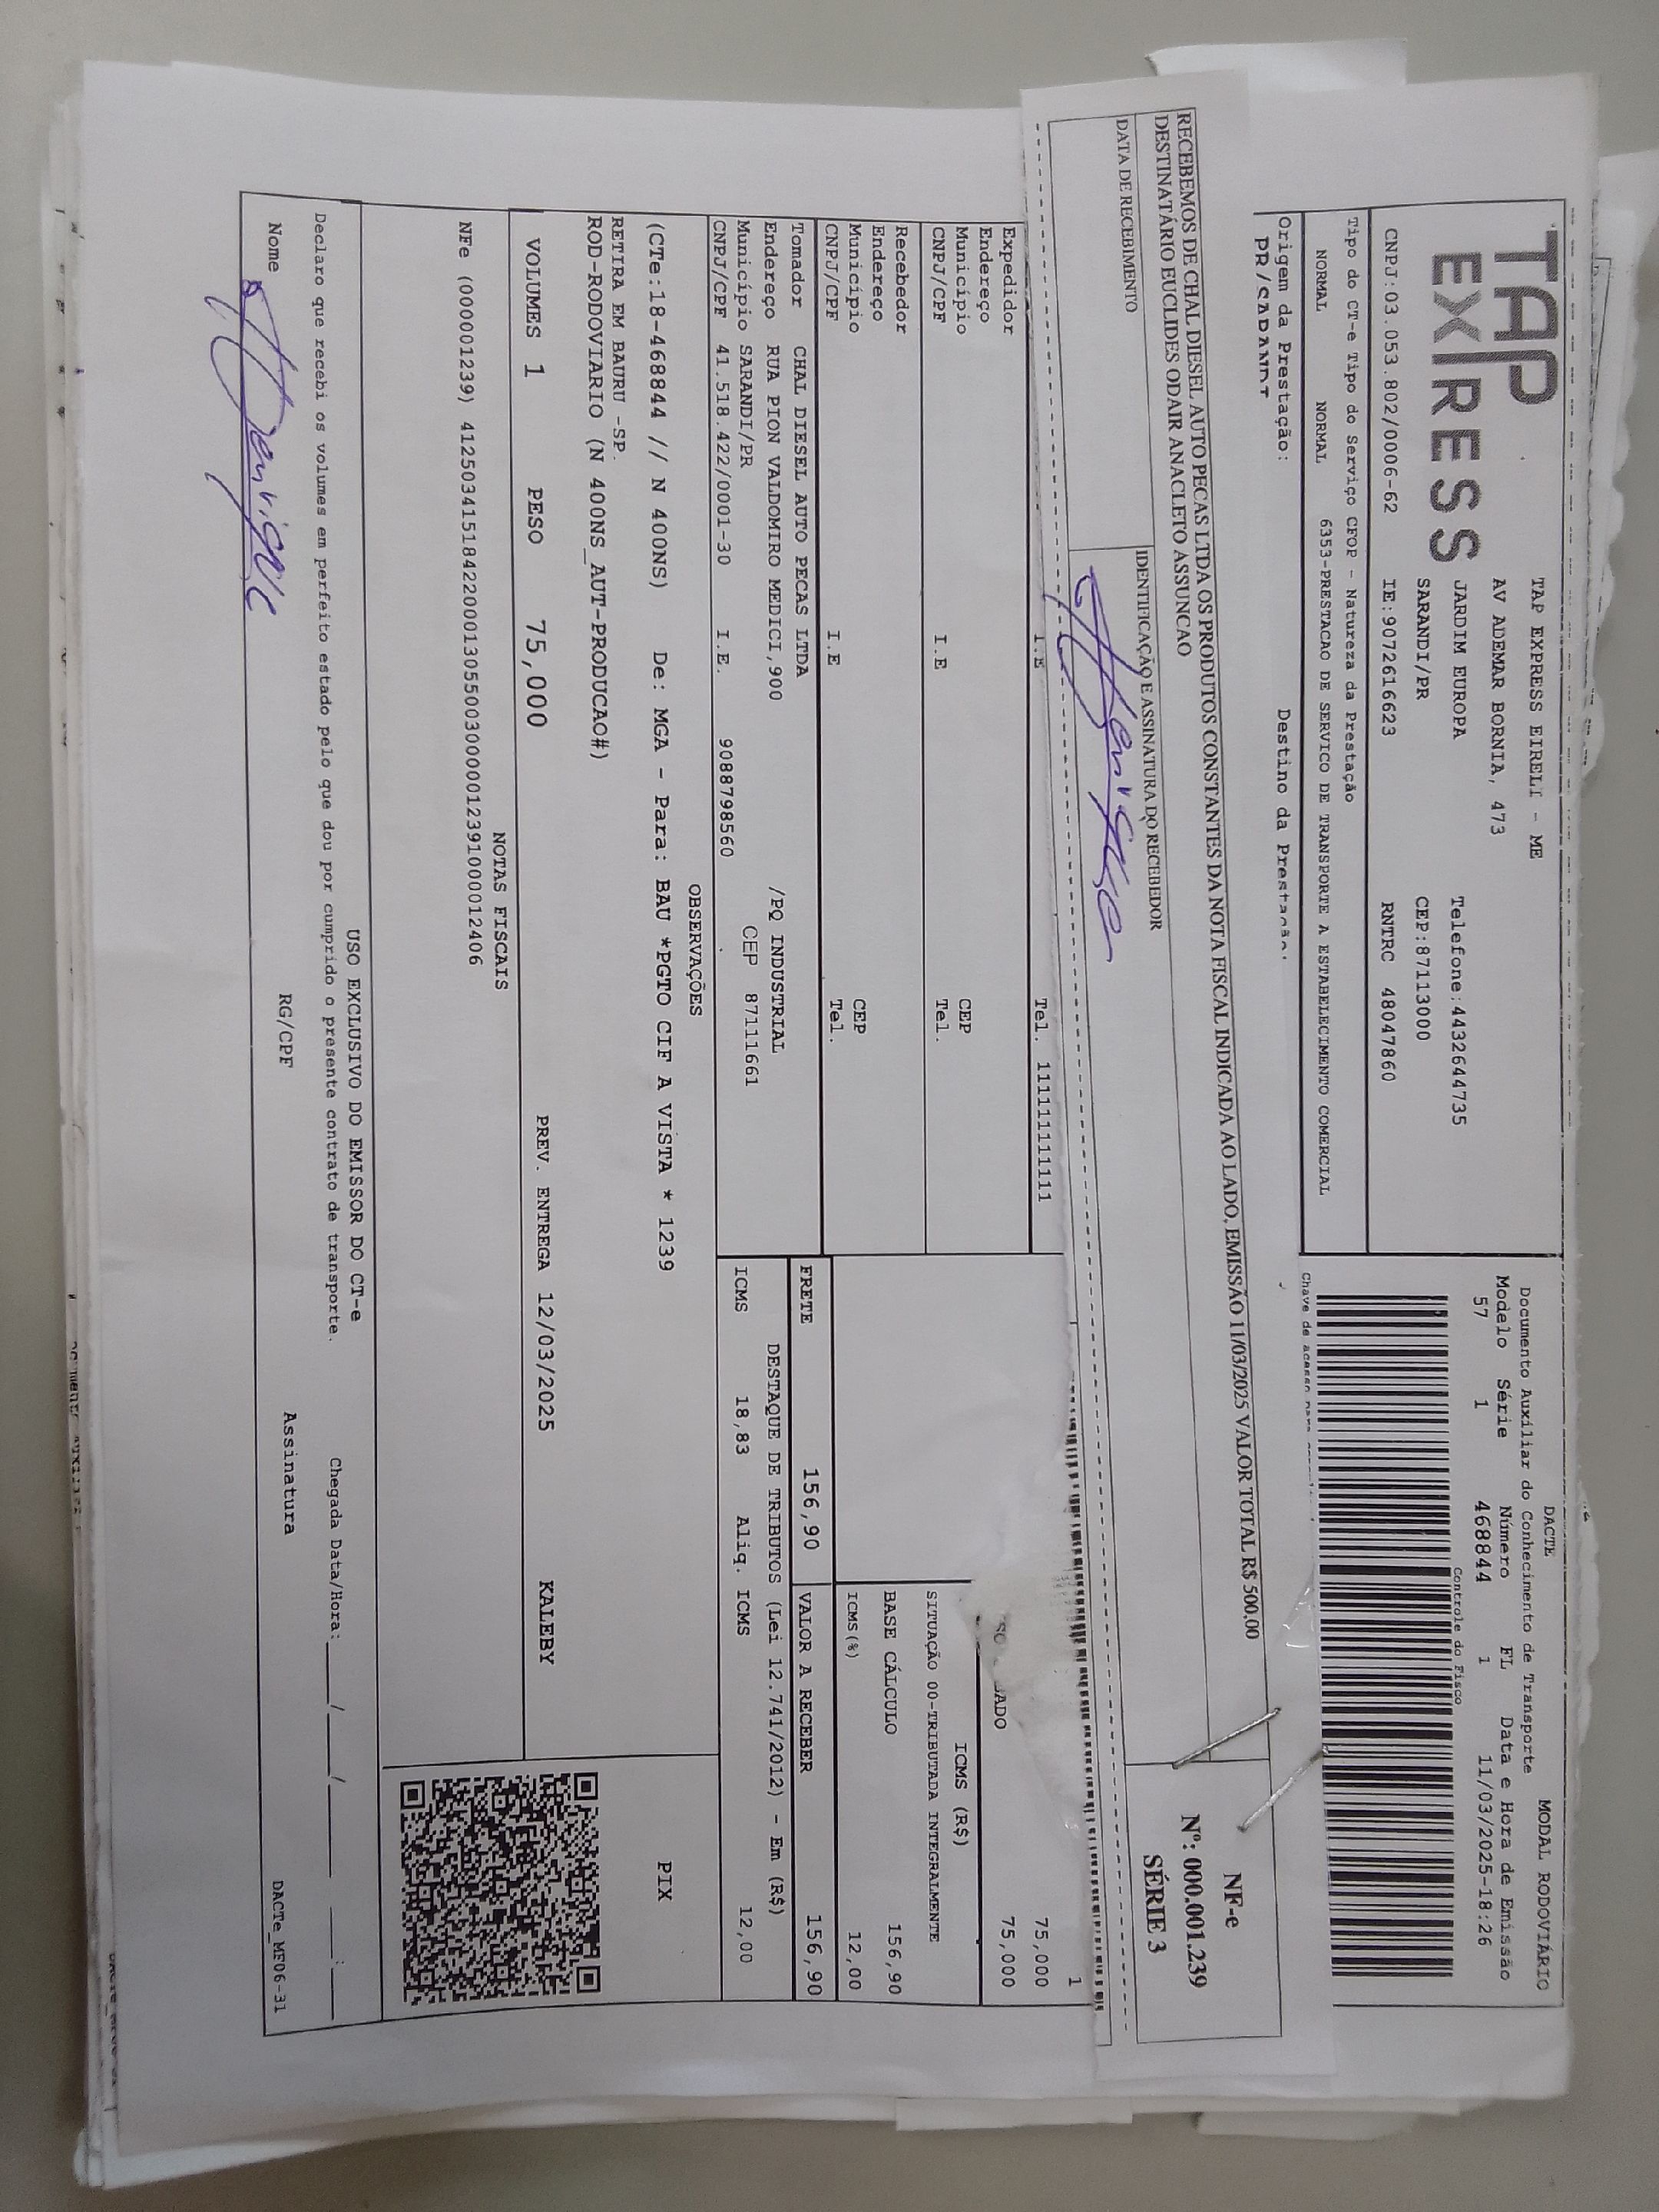 TAP
EXPRESS
TAP EXPRESS EIRELI - ME
AV ADEMAR BORNIA, 473
JARDIM EUROPA
Telefone:4432644735
SARANDI/PR
CEP:87113000
CNPJ:03.053.802/0006-62
IE:9072616623
RNTRC 48047860
DACTE
MODAL RODOVIÁRIO
Documento Auxiliar do Conhecimento de Transporte
Modelo Série Número FL Data e Hora de Emissão
57 1 468844 1 11/03/2025-18:26
Controle do Fisco
Tipo do CT-e Tipo do Serviço CFOP - Natureza da Prestação
NORMAL NORMAL 6353-PRESTACAO DE SERVICO DE TRANSPORTE A ESTABELECIMENTO COMERCIAL
Chave de acesso
Origem da Prestação:
Destino da Prestação:
RECEBEMOS DE CHAL DIESEL AUTO PECAS LTDA OS PRODUTOS CONSTANTES DA NOTA FISCAL INDICADA AO LADO, EMISSÃO 11/03/2025 VALOR TOTAL R$ 500.00
DESTINATÁRIO EUCLIDES ODAIR ANACLETO ASSUNCAO
DATA DE RECEBIMENTO
IDENTIFICAÇÃO E ASSINATURA DO RECEBEDOR
NF-e
Nº: 000.001.239
SÉRIE 3
I.E
Tel. 11111111111
1
75,000
75,000
Expedidor
Endereço
Município
CEP
CNPJ/CPF
I.E
Tel.
Recebedor
Endereço
Município
CEP
CNPJ/CPF
I.E
Tel.
ICMS (R$)
SITUAÇÃO 00-TRIBUTADA INTEGRALMENTE
BASE CÁLCULO 156,90
ICMS(%) 12,00
Tomador CHAL DIESEL AUTO PECAS LTDA
Endereço RUA PION VALDOMIRO MEDICI,900
/PQ INDUSTRIAL
Município SARANDI/PR
CEP 87111661
CNPJ/CPF 41.518.422/0001-30
I.E. 9088798560
FRETE 156,90
VALOR A RECEBER 156,90
DESTAQUE DE TRIBUTOS (Lei 12.741/2012) - Em (R$)
ICMS 18,83 Aliq. ICMS 12,00
OBSERVAÇÕES
(CTe:18-468844 // N 400NS) De: MGA - Para: BAU *PGTO CIF A VISTA * 1239
RETIRA EM BAURU -SP.
ROD-RODOVIARIO (N 400NS_AUT-PRODUCAO#)
PIX
VOLUMES 1 PESO 75,000 PREV. ENTREGA 12/03/2025 KALEBY
NOTAS FISCAIS
NFe (000001239) 41250341518422000130550030000012391000012406
USO EXCLUSIVO DO EMISSOR DO CT-e
Declaro que recebi os volumes em perfeito estado pelo que dou por cumprido o presente contrato de transporte.
Chegada Data/Hora:____/____/______ ____:____
Nome
RG/CPF
Assinatura
DACTe_MF06-31